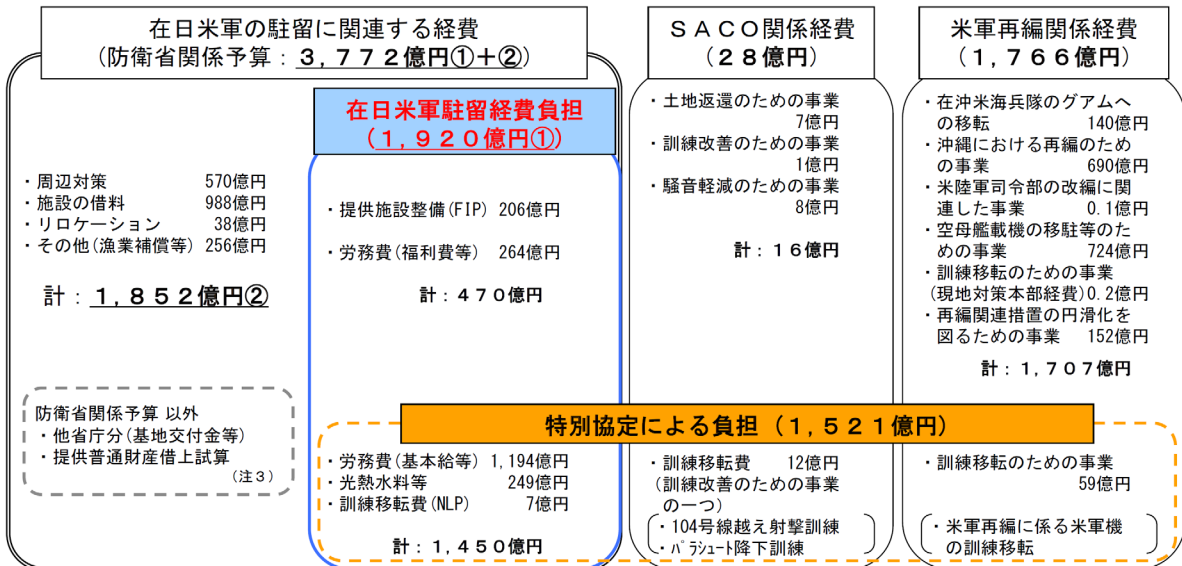 在日米軍の駐留に関連する経費
(防衛省関係予算：３,７７２億円①＋②)
在日米軍駐留経費負担
(１,９２０億円①)
・周辺対策 570億円
・施設の借料 988億円
・リロケーション 38億円
・その他(漁業補償等) 256億円
計：１,８５２億円②
・提供施設整備(FIP) 206億円
・労務費(福利費等) 264億円
計：４７０億円
防衛省関係予算 以外
・他省庁分(基地交付金等)
・提供普通財産借上試算
(注３)
ＳＡＣＯ関係経費
(２８億円)
・土地返還のための事業
7億円
・訓練改善のための事業
1億円
・騒音軽減のための事業
8億円
計：１６億円
米軍再編関係経費
(１,７６６億円)
・在沖米海兵隊のグアムへ
の移転 140億円
・沖縄における再編のため
の事業 690億円
・米陸軍司令部の改編に関
連した事業 0.1億円
・空母艦載機の移駐等のた
めの事業 724億円
・訓練移転のための事業
(現地対策本部経費)0.2億円
・再編関連措置の円滑化を
図るための事業 152億円
計：１,７０７億円
特別協定による負担（１,５２１億円）
・労務費(基本給等) 1,194億円
・光熱水料等 249億円
・訓練移転費(NLP) 7億円
計：１,４５０億円
・訓練移転費 12億円
(訓練改善のための事業
の一つ)
・104号線越え射撃訓練
・ﾊﾟﾗｼｭｰﾄ降下訓練
・訓練移転のための事業
59億円
・米軍再編に係る米軍機
の訓練移転